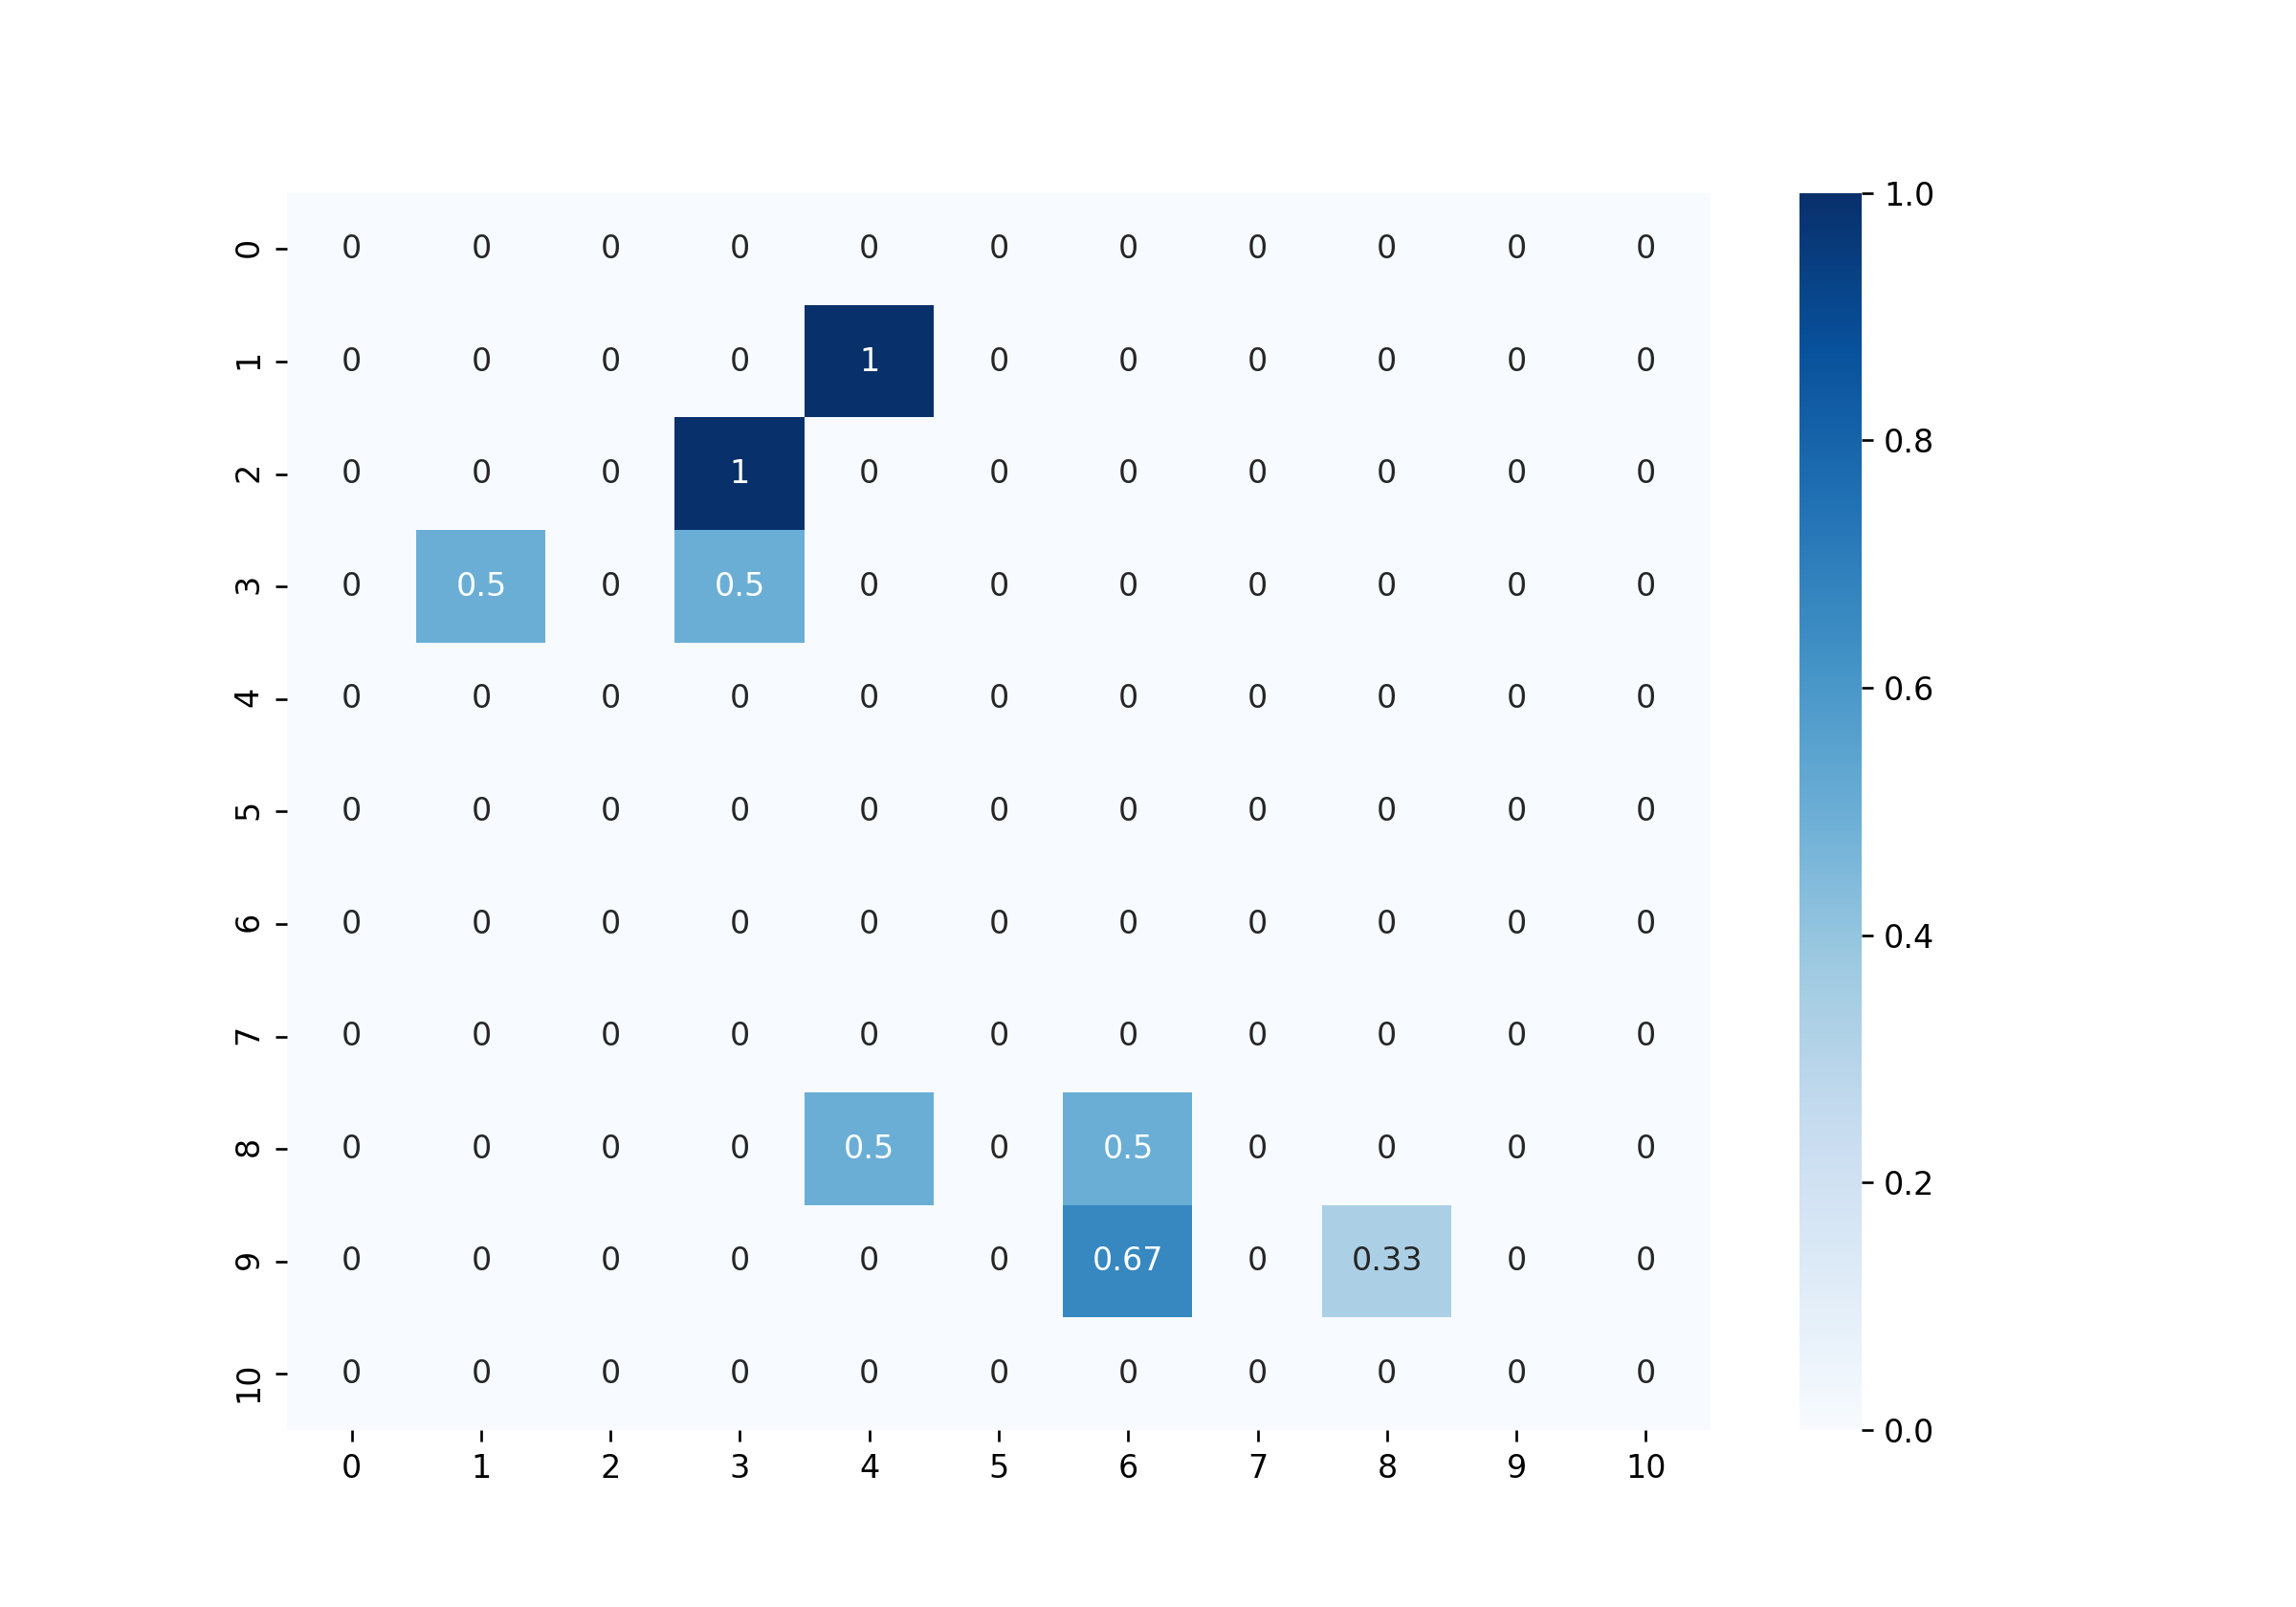 1.0
0 0 0 0 0 0 0 0 0 0 0 0
1 0 0 0 0 1 0 0 0 0 0 0
0.8
2 0 0 0 1 0 0 0 0 0 0 0
3 0 0.5 0 0.5 0 0 0 0 0 0 0
0.6
4 0 0 0 0 0 0 0 0 0 0 0
5 0 0 0 0 0 0 0 0 0 0 0
6 0 0 0 0 0 0 0 0 0 0 0
0.4
7 0 0 0 0 0 0 0 0 0 0 0
8 0 0 0 0 0.5 0 0.5 0 0 0 0
0.2
9 0 0 0 0 0 0 0.67 0 0.33 0 0
10 0 0 0 0 0 0 0 0 0 0 0
0.0
0 1 2 3 4 5 6 7 8 9 10